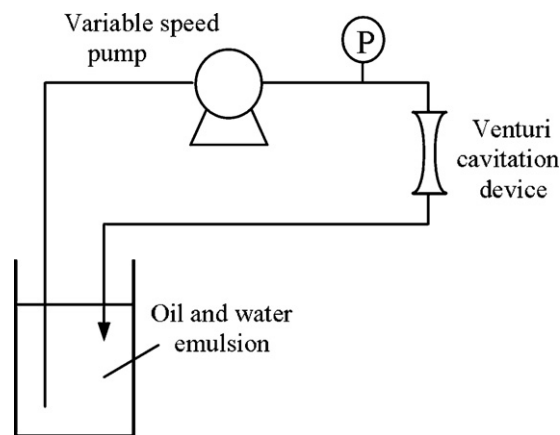 Variable speed
pump
P
Venturi
cavitation
device
Oil and water
emulsion